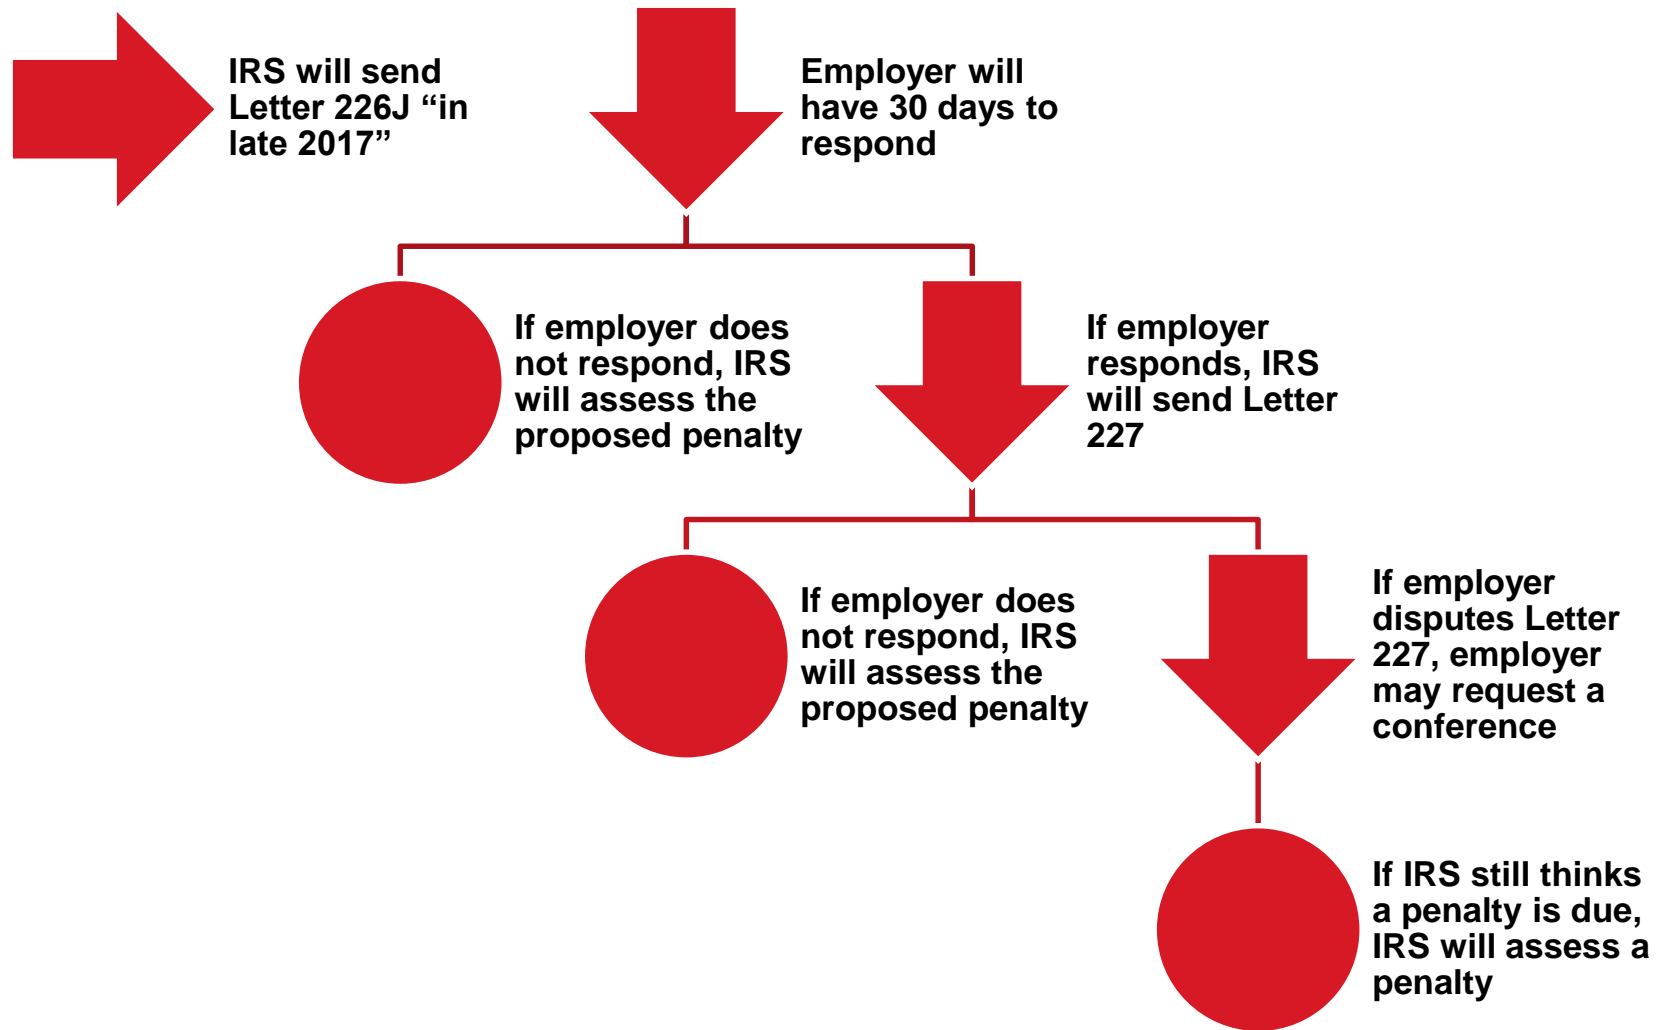 IRS will send
Letter 226J “in
late 2017”
Employer will
have 30 days to
respond
If employer does
not respond, IRS
will assess the
proposed penalty
If employer
responds, IRS
will send Letter
227
If employer does
not respond, IRS
will assess the
proposed penalty
If employer
disputes Letter
227, employer
may request a
conference
If IRS still thinks
a penalty is due,
IRS will assess a
penalty